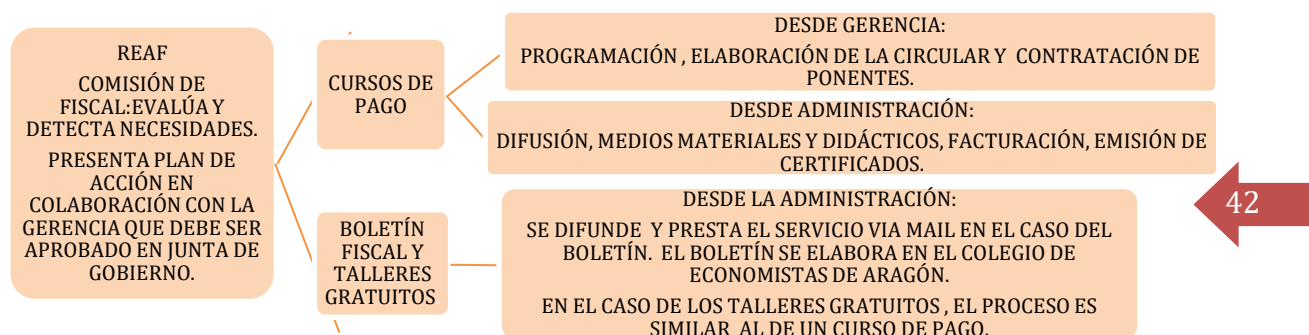 REAF
COMISIÓN DE
FISCAL:EVALÚA Y
DETECTA NECESIDADES.
PRESENTA PLAN DE
ACCIÓN EN
COLABORACIÓN CON LA
GERENCIA QUE DEBE SER
APROBADO EN JUNTA DE
GOBIERNO.
CURSOS DE
PAGO
DESDE GERENCIA:
PROGRAMACIÓN , ELABORACIÓN DE LA CIRCULAR Y CONTRATACIÓN DE
PONENTES.
DESDE ADMINISTRACIÓN:
DIFUSIÓN, MEDIOS MATERIALES Y DIDÁCTICOS, FACTURACIÓN, EMISIÓN DE
CERTIFICADOS.
BOLETÍN
FISCAL Y
TALLERES
GRATUITOS.
DESDE LA ADMINISTRACIÓN:
SE DIFUNDE Y PRESTA EL SERVICIO VIA MAIL EN EL CASO DEL
BOLETÍN. EL BOLETÍN SE ELABORA EN EL COLEGIO DE
ECONOMISTAS DE ARAGÓN.
EN EL CASO DE LOS TALLERES GRATUITOS , EL PROCESO ES
SIMILAR AL DE UN CURSO DE PAGO.
42